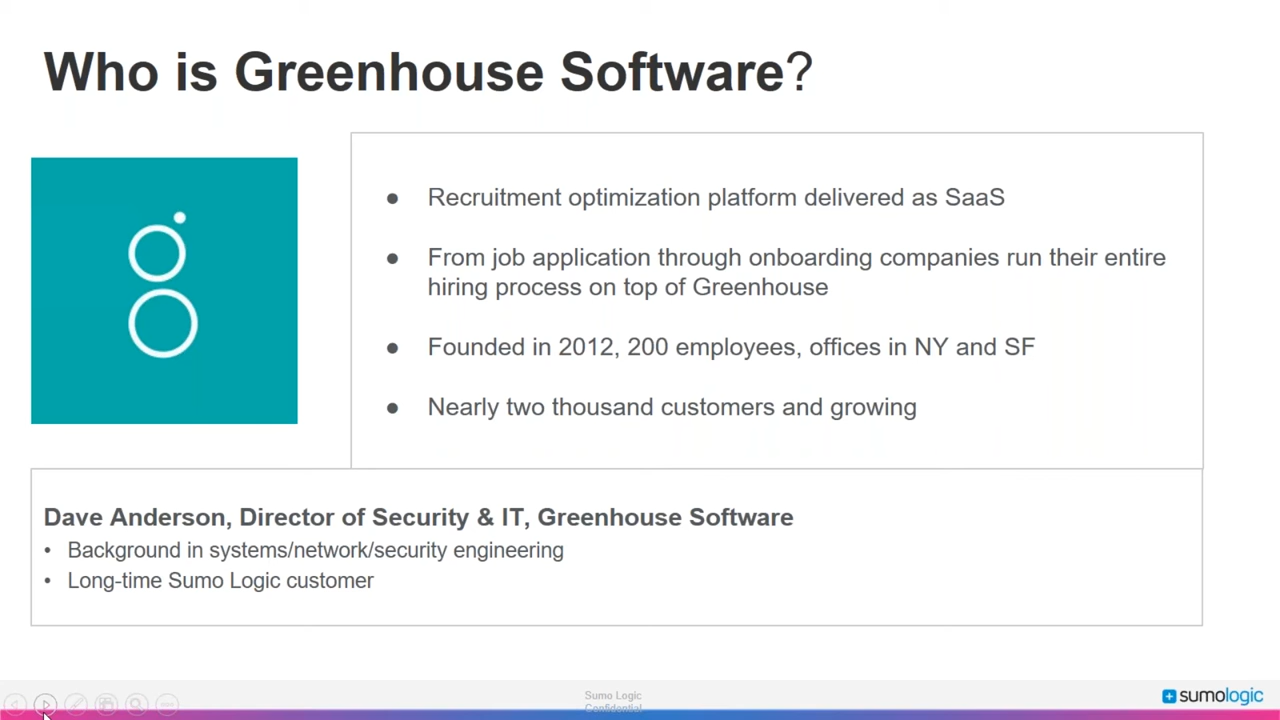 Who is Greenhouse Software?
g
● Recruitment optimization platform delivered as SaaS
● From job application through onboarding companies run their entire
hiring process on top of Greenhouse
● Founded in 2012, 200 employees, offices in NY and SF
● Nearly two thousand customers and growing
Dave Anderson, Director of Security & IT, Greenhouse Software
• Background in systems/network/security engineering
• Long-time Sumo Logic customer
Sumo Logic
Confidential
sumologic